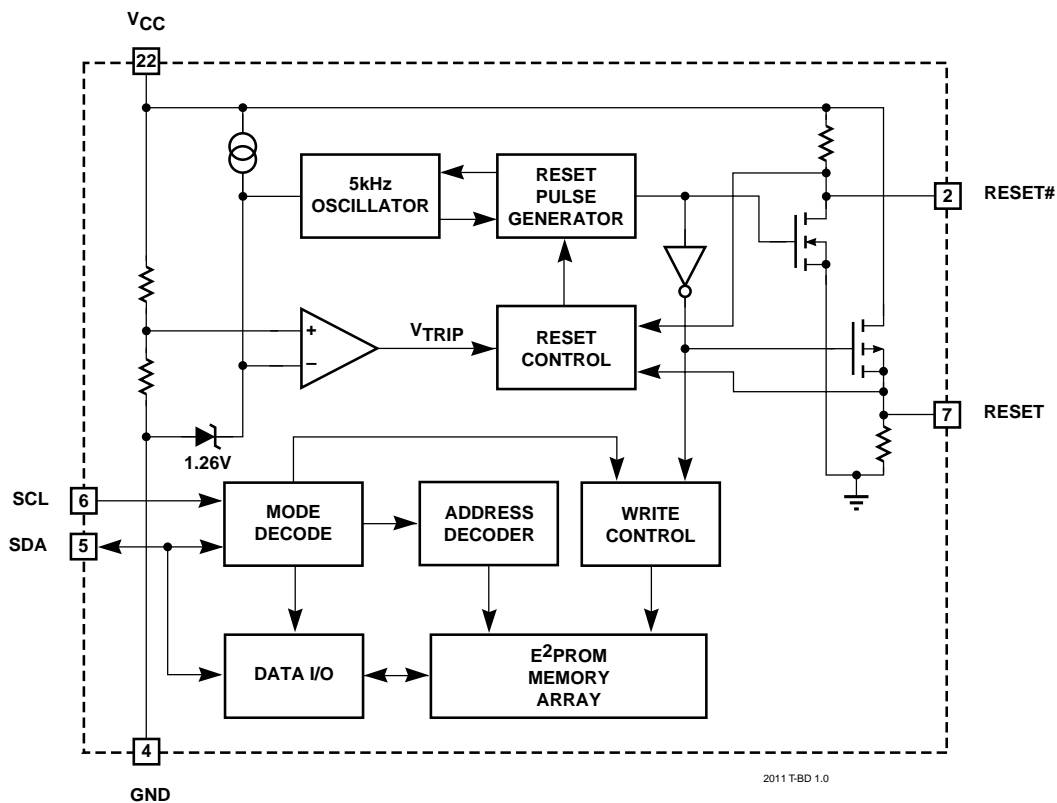 VCC
22
5kHz
OSCILLATOR
RESET
PULSE
GENERATOR
2
RESET#
+
–
VTRIP
RESET
CONTROL
7
RESET
1.26V
SCL
6
SDA
5
MODE
DECODE
ADDRESS
DECODER
WRITE
CONTROL
DATA I/O
E²PROM
MEMORY
ARRAY
4
GND
2011 T-BD 1.0